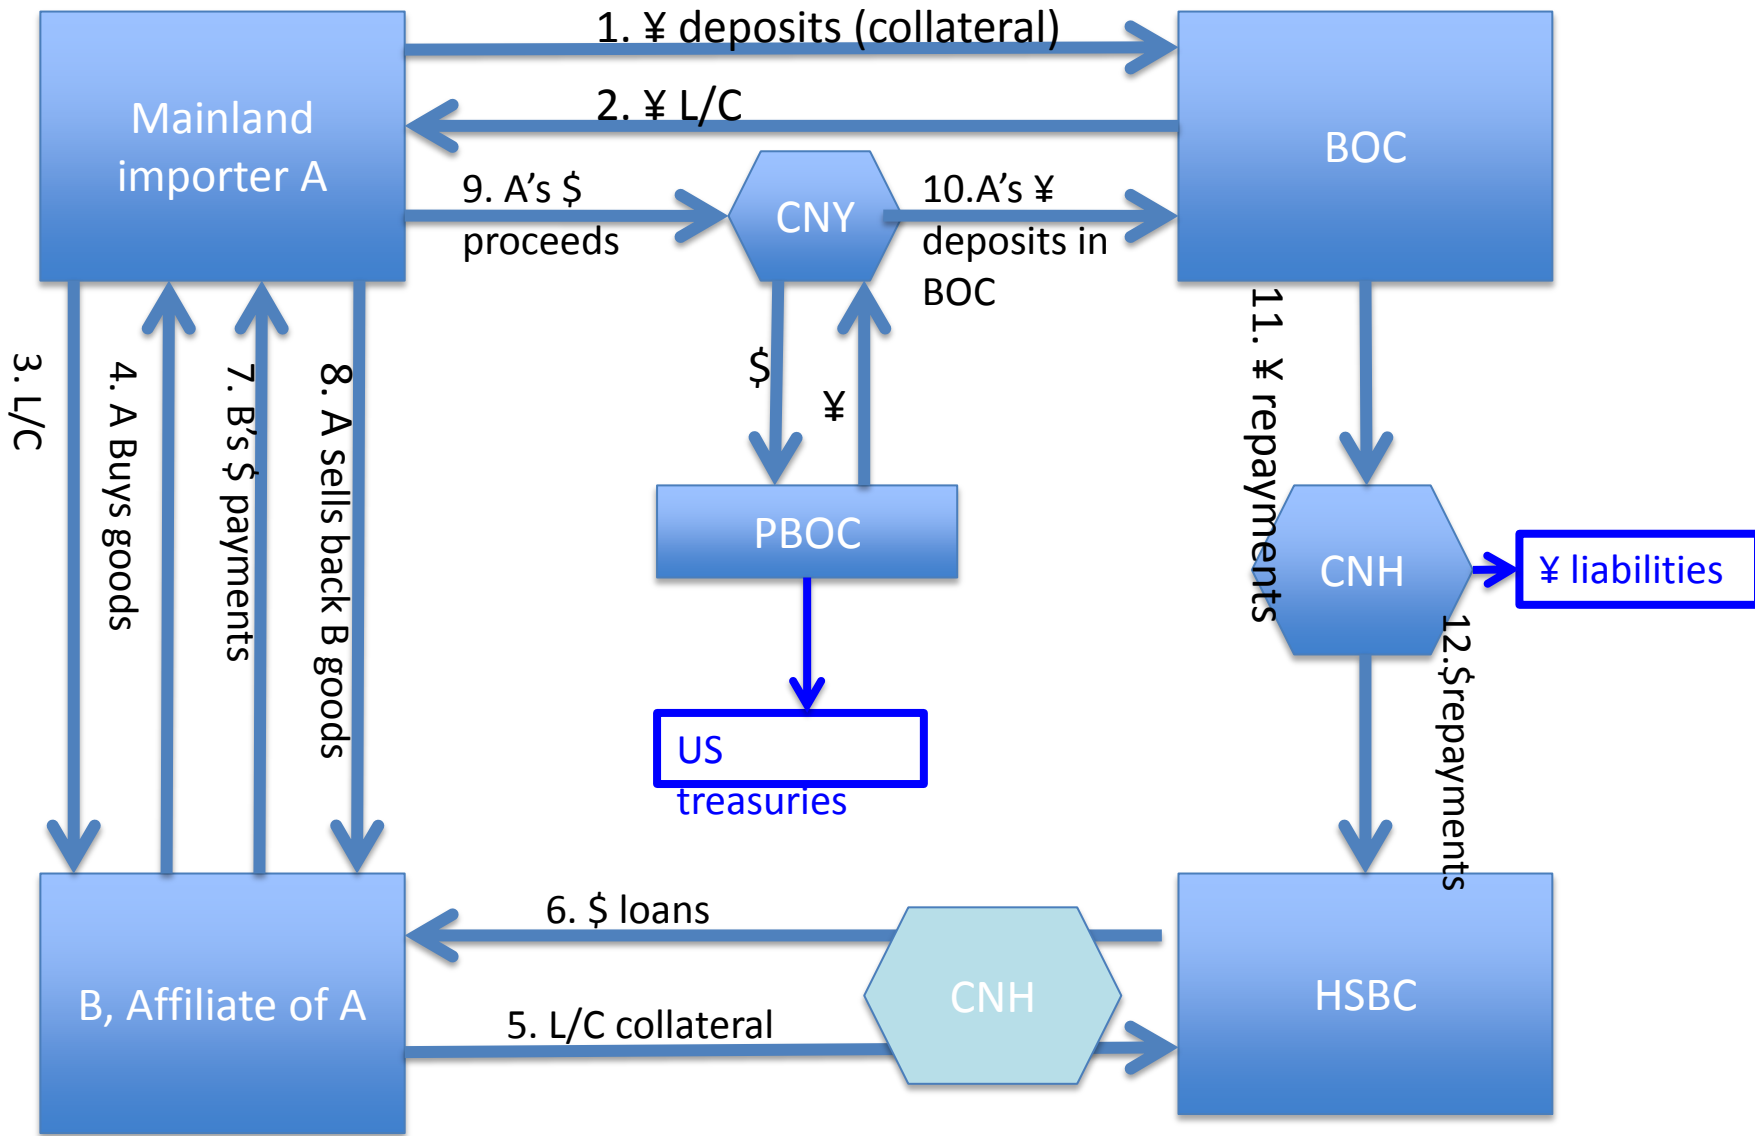 1. ¥ deposits (collateral)
Mainland
importer A
2. ¥ L/C
BOC
9. A’s $
proceeds
CNY
10.A’s ¥
deposits in
BOC
3. L/C
4. A Buys goods
7. B’s $ payments
8. A sells back B goods
$
¥
11. ¥ repayments
PBOC
CNH
¥ liabilities
12.$repayments
US
treasuries
6. $ loans
B, Affiliate of A
CNH
HSBC
5. L/C collateral